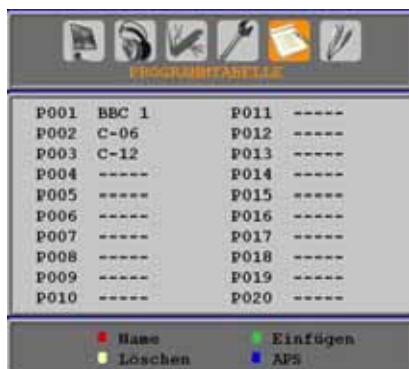 PROGRAMMTABELLE
P001 BBC 1 P011 -----
P002 C-06 P012 -----
P003 C-12 P013 -----
P004 ----- P014 -----
P005 ----- P015 -----
P006 ----- P016 -----
P007 ----- P017 -----
P008 ----- P018 -----
P009 ----- P019 -----
P010 ----- P020 -----
Name Einfügen
Löschen APS